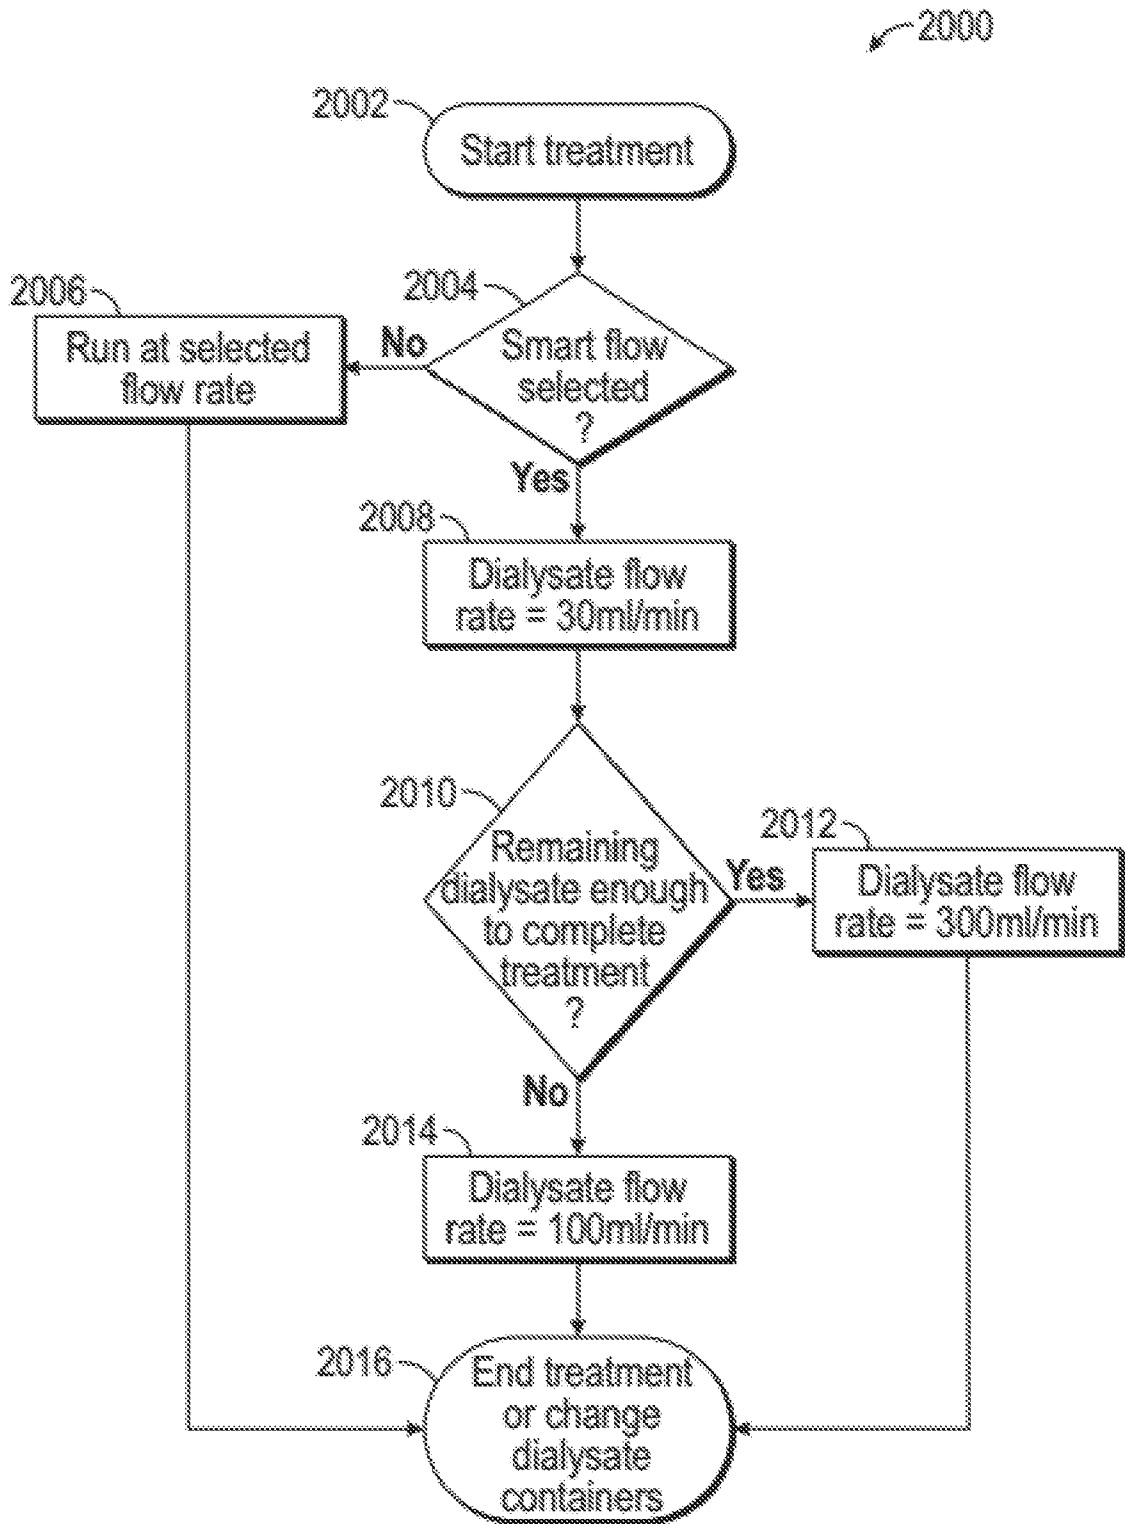 2000
2002
Start treatment
2004
Smart flow
selected
?
No
2006
Run at selected
flow rate
Yes
2008
Dialysate flow
rate = 30ml/min
2010
Remaining
dialysate enough
to complete
treatment
?
Yes
2012
Dialysate flow
rate = 300ml/min
No
2014
Dialysate flow
rate = 100ml/min
2016
End treatment
or change
dialysate
containers